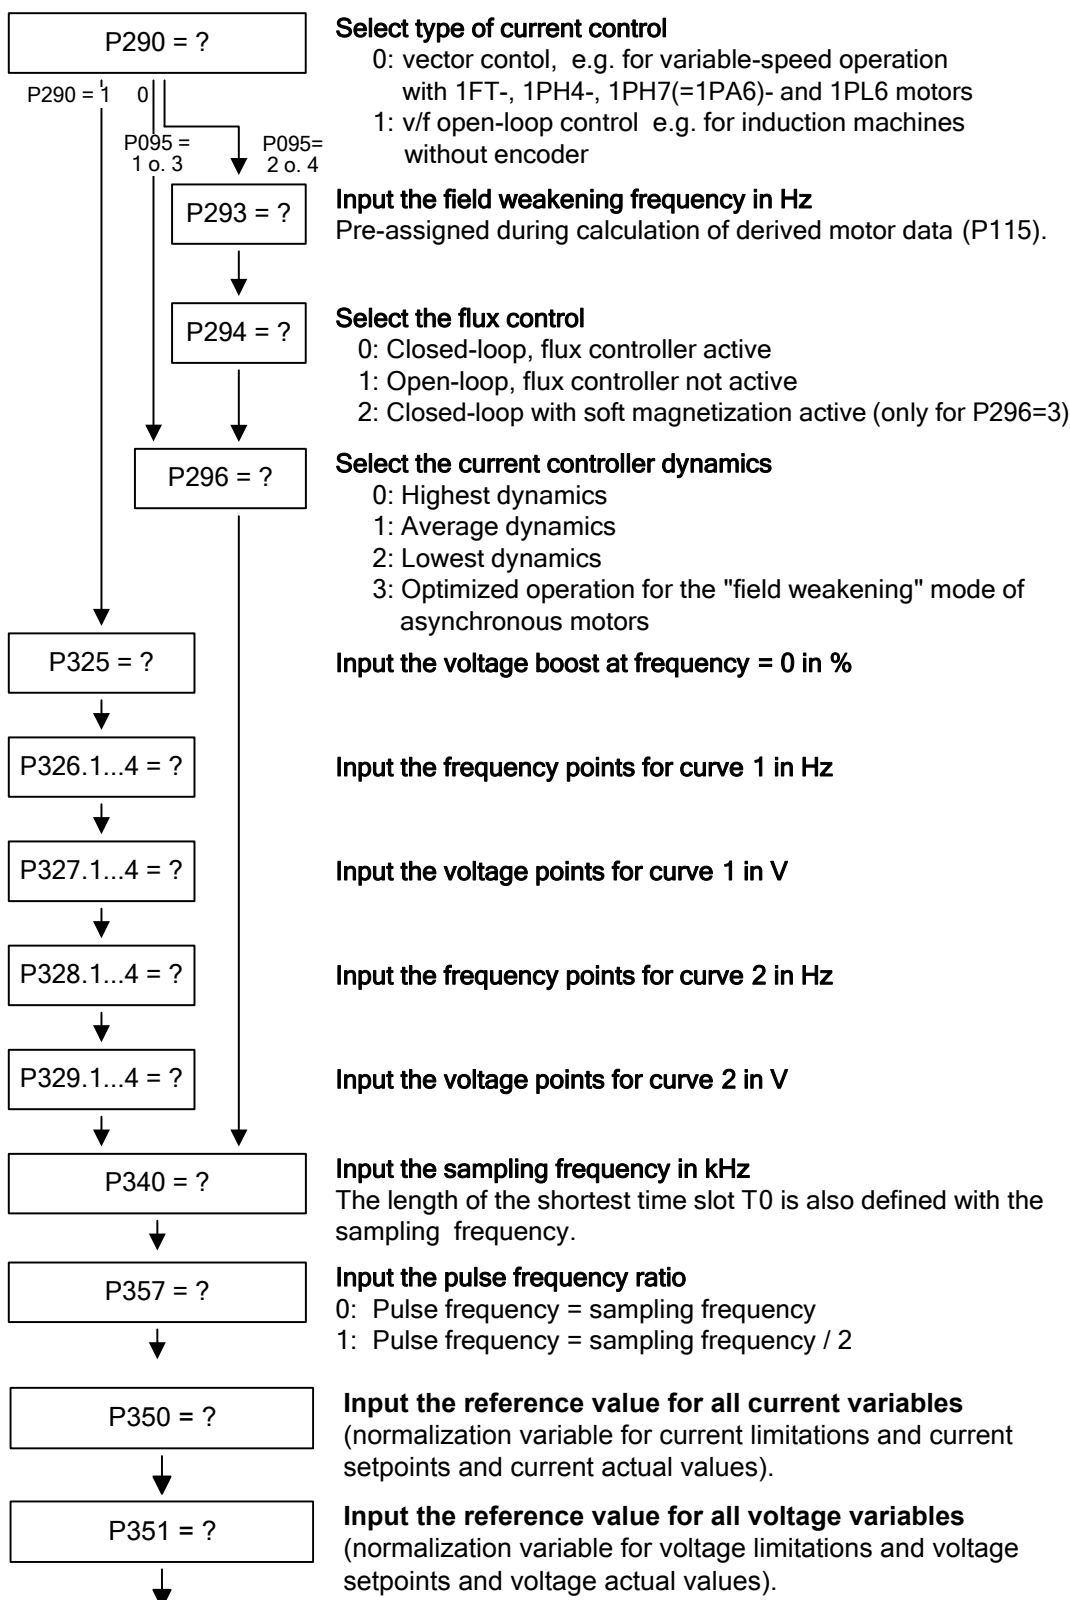 P290 = ?
Select type of current control
0: vector contol, e.g. for variable-speed operation
with 1FT-, 1PH4-, 1PH7(=1PA6)- and 1PL6 motors
1: v/f open-loop control e.g. for induction machines
without encoder
P290 = 1 0
P095 =
1 o. 3
P095=
2 o. 4
P293 = ?
Input the field weakening frequency in Hz
Pre-assigned during calculation of derived motor data (P115).
P294 = ?
Select the flux control
0: Closed-loop, flux controller active
1: Open-loop, flux controller not active
2: Closed-loop with soft magnetization active (only for P296=3)
P296 = ?
Select the current controller dynamics
0: Highest dynamics
1: Average dynamics
2: Lowest dynamics
3: Optimized operation for the "field weakening" mode of
asynchronous motors
P325 = ?
Input the voltage boost at frequency = 0 in %
P326.1...4 = ?
Input the frequency points for curve 1 in Hz
P327.1...4 = ?
Input the voltage points for curve 1 in V
P328.1...4 = ?
Input the frequency points for curve 2 in Hz
P329.1...4 = ?
Input the voltage points for curve 2 in V
P340 = ?
Input the sampling frequency in kHz
The length of the shortest time slot T0 is also defined with the
sampling frequency.
P357 = ?
Input the pulse frequency ratio
0: Pulse frequency = sampling frequency
1: Pulse frequency = sampling frequency / 2
P350 = ?
Input the reference value for all current variables
(normalization variable for current limitations and current
setpoints and current actual values).
P351 = ?
Input the reference value for all voltage variables
(normalization variable for voltage limitations and voltage
setpoints and voltage actual values).